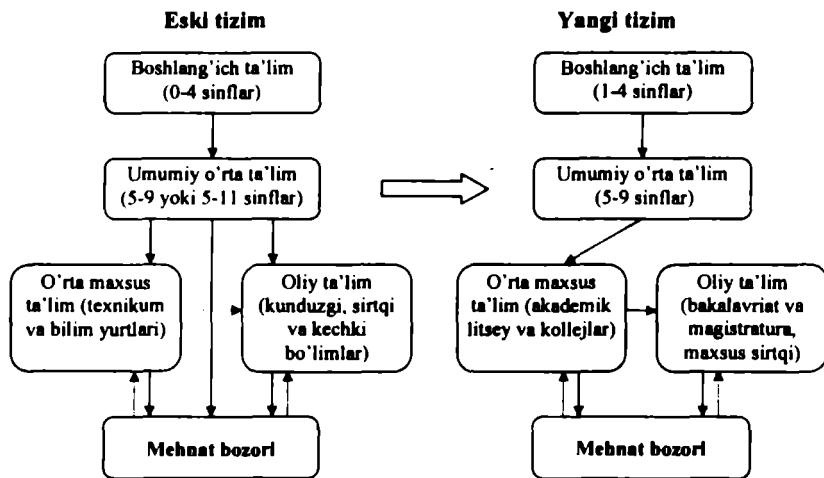 Eski tizim
Boshlang'ich ta'lim
(0-4 sinflar)
Umumiy o'rta ta'lim
(5-9 yoki 5-11 sinflar)
O'rta maxsus
ta'lim (texnikum
va bilim yurtlari)
Oliy ta'lim
(kunduzgi, sirtqi
va kechki
bo'limlar)
Mehnat bozori
Yangi tizim
Boshlang'ich ta'lim
(1-4 sinflar)
Umumiy o'rta ta'lim
(5-9 sinflar)
O'rta maxsus
ta'lim (akademik
litsey va kollejlar)
Oliy ta'lim
(bakalavriat va
magistratura,
maxsus sirtqi)
Mehnat bozori